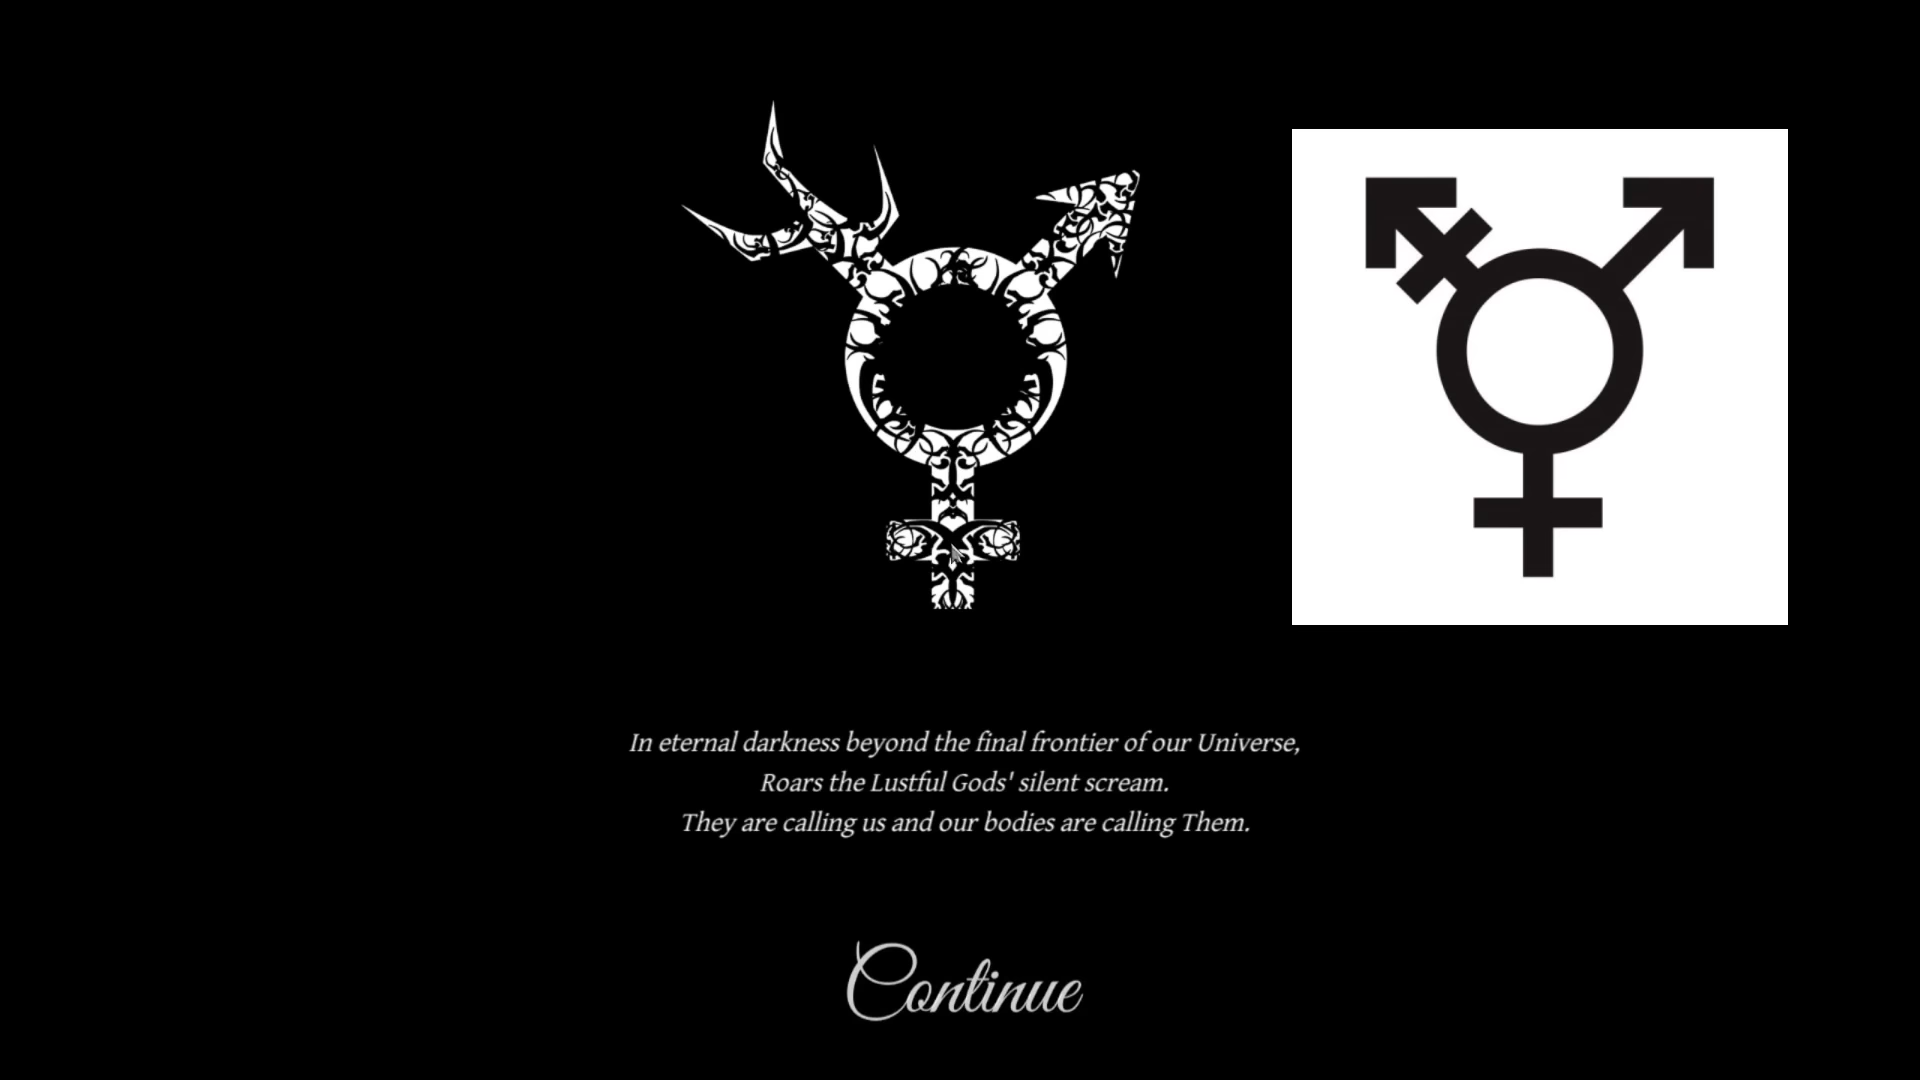 In eternal darkness beyond the final frontier of our Universe,
Roars the Lustful Gods' silent scream.
They are calling us and our bodies are calling Them.
Continue